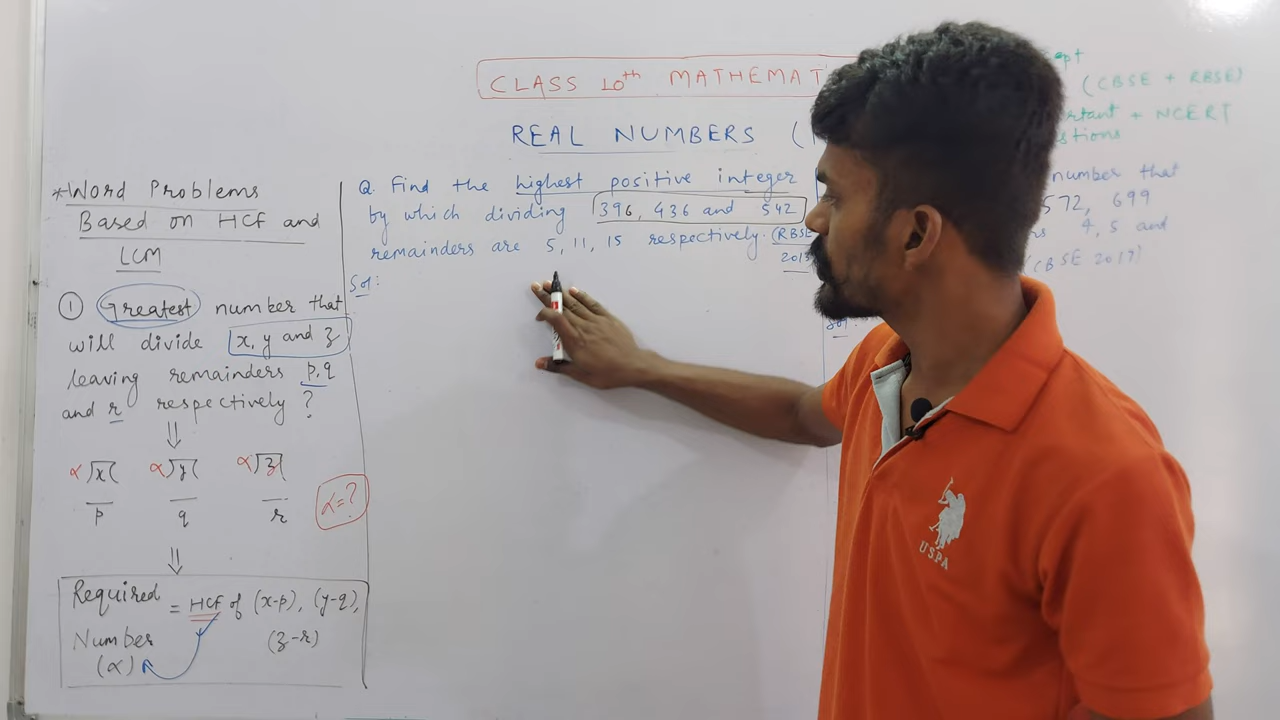 CLASS 10th MATHEMAT
REAL NUMBERS (
(CBSE + RBSE)
+ NCERT
*Word Problems
Based on HCF and
LCM
① Greatest number that
will divide x, y and z
leaving remainders p, q
and r respectively ?
⇓
α)x( α)y( α)z(
p q r
α=?
⇓
Required
Number
(α)
= HCF of (x-p), (y-q),
(z-r)
Q. Find the highest positive integer
by which dividing 396, 436 and 542
remainders are 5, 11, 15 respectively. (RBSE
Sol:
number that
572, 699
4, 5 and
(CBSE 2017)
Sol:
U.S.P.A